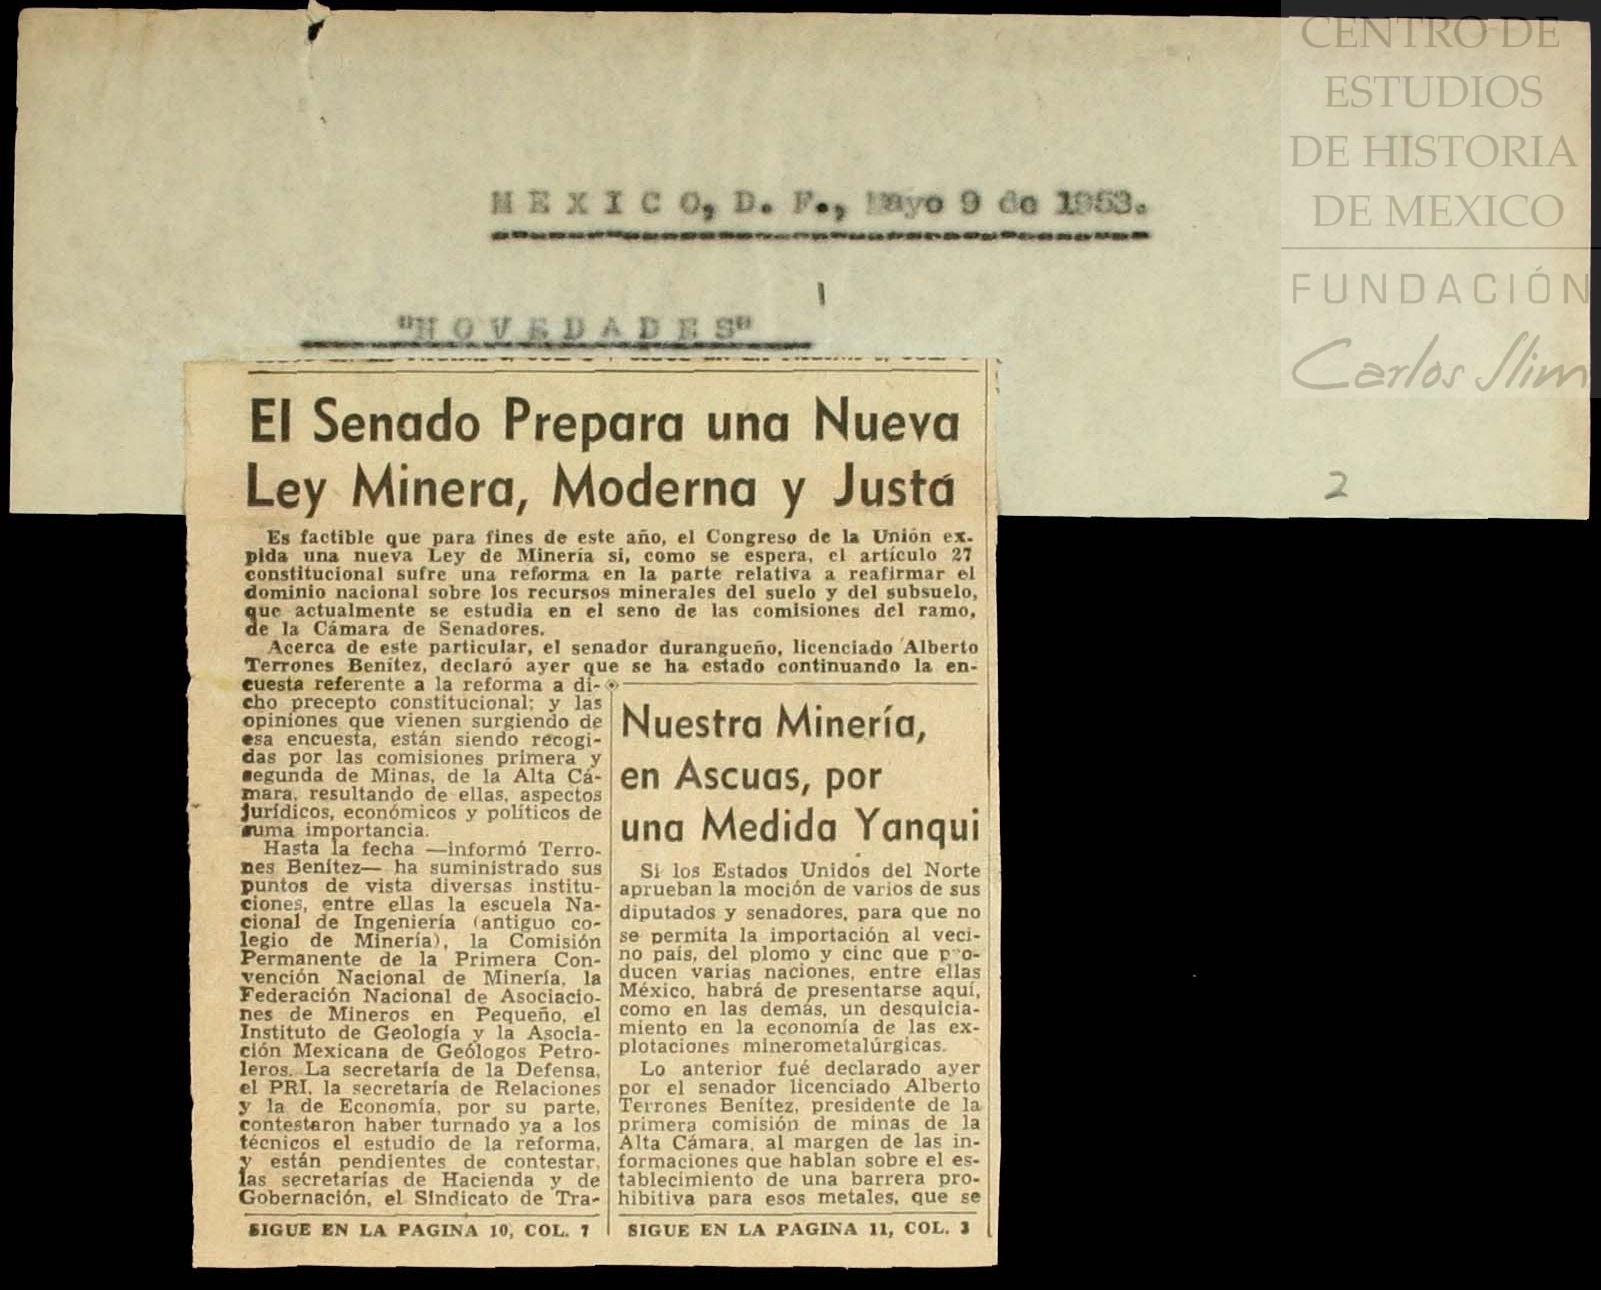 CENTRO DE
ESTUDIOS
DE HISTORIA
DE MEXICO
FUNDACIÓN
Carlos Slim
MEXICO, D. F., Mayo 9 de 1953.
"NOVEDADES"
2
El Senado Prepara una Nueva
Ley Minera, Moderna y Justa
Es factible que para fines de este año, el Congreso de la Unión ex-
pida una nueva Ley de Minería si, como se espera, el artículo 27
constitucional sufre una reforma en la parte relativa a reafirmar el
dominio nacional sobre los recursos minerales del suelo y del subsuelo,
que actualmente se estudia en el seno de las comisiones del ramo,
de la Cámara de Senadores.
Acerca de este particular, el senador durangueño, licenciado Alberto
Terrones Benítez, declaró ayer que se ha estado continuando la en-
cuesta referente a la reforma a di-
cho precepto constitucional; y las
opiniones que vienen surgiendo de
esa encuesta, están siendo recogi-
das por las comisiones primera y
segunda de Minas, de la Alta Cá-
mara, resultando de ellas, aspectos
jurídicos, económicos y políticos de
suma importancia.
Hasta la fecha —informó Terro-
nes Benítez— ha suministrado sus
puntos de vista diversas institu-
ciones, entre ellas la escuela Na-
cional de Ingeniería (antiguo co-
legio de Minería), la Comisión
Permanente de la Primera Con-
vención Nacional de Minería, la
Federación Nacional de Asociacio-
nes de Mineros en Pequeño, el
Instituto de Geología y la Asocia-
ción Mexicana de Geólogos Petro-
leros. La secretaría de la Defensa,
el PRI, la secretaría de Relaciones
y la de Economía, por su parte,
contestaron haber turnado ya a los
técnicos el estudio de la reforma,
y están pendientes de contestar,
las secretarías de Hacienda y de
Gobernación, el Sindicato de Tra-
SIGUE EN LA PAGINA 10, COL. 7
Nuestra Minería,
en Ascuas, por
una Medida Yanqui
Si los Estados Unidos del Norte
aprueban la moción de varios de sus
diputados y senadores, para que no
se permita la importación al veci-
no país, del plomo y cinc que pro-
ducen varias naciones, entre ellas
México, habrá de presentarse aquí,
como en las demás, un desquicia-
miento en la economía de las ex-
plotaciones minerometalúrgicas.
Lo anterior fué declarado ayer
por el senador licenciado Alberto
Terrones Benítez, presidente de la
primera comisión de minas de la
Alta Cámara, al margen de las in-
formaciones que hablan sobre el es-
tablecimiento de una barrera pro-
hibitiva para esos metales, que se
SIGUE EN LA PAGINA 11, COL. 3